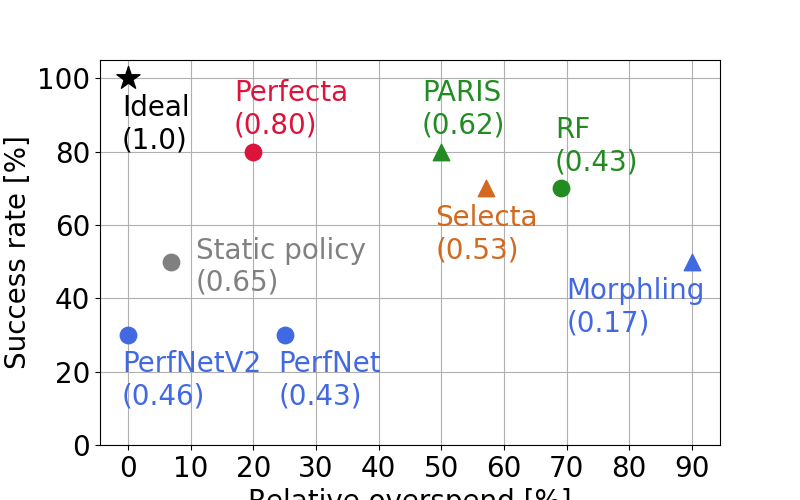 Success rate [%]
100
80
60
40
20
0
Ideal
(1.0)
Perfecta
(0.80)
PARIS
(0.62)
RF
(0.43)
Selecta
(0.53)
Static policy
(0.65)
Morphling
(0.17)
PerfNetV2
(0.46)
PerfNet
(0.43)
0 10 20 30 40 50 60 70 80 90
Relative overspend [%]